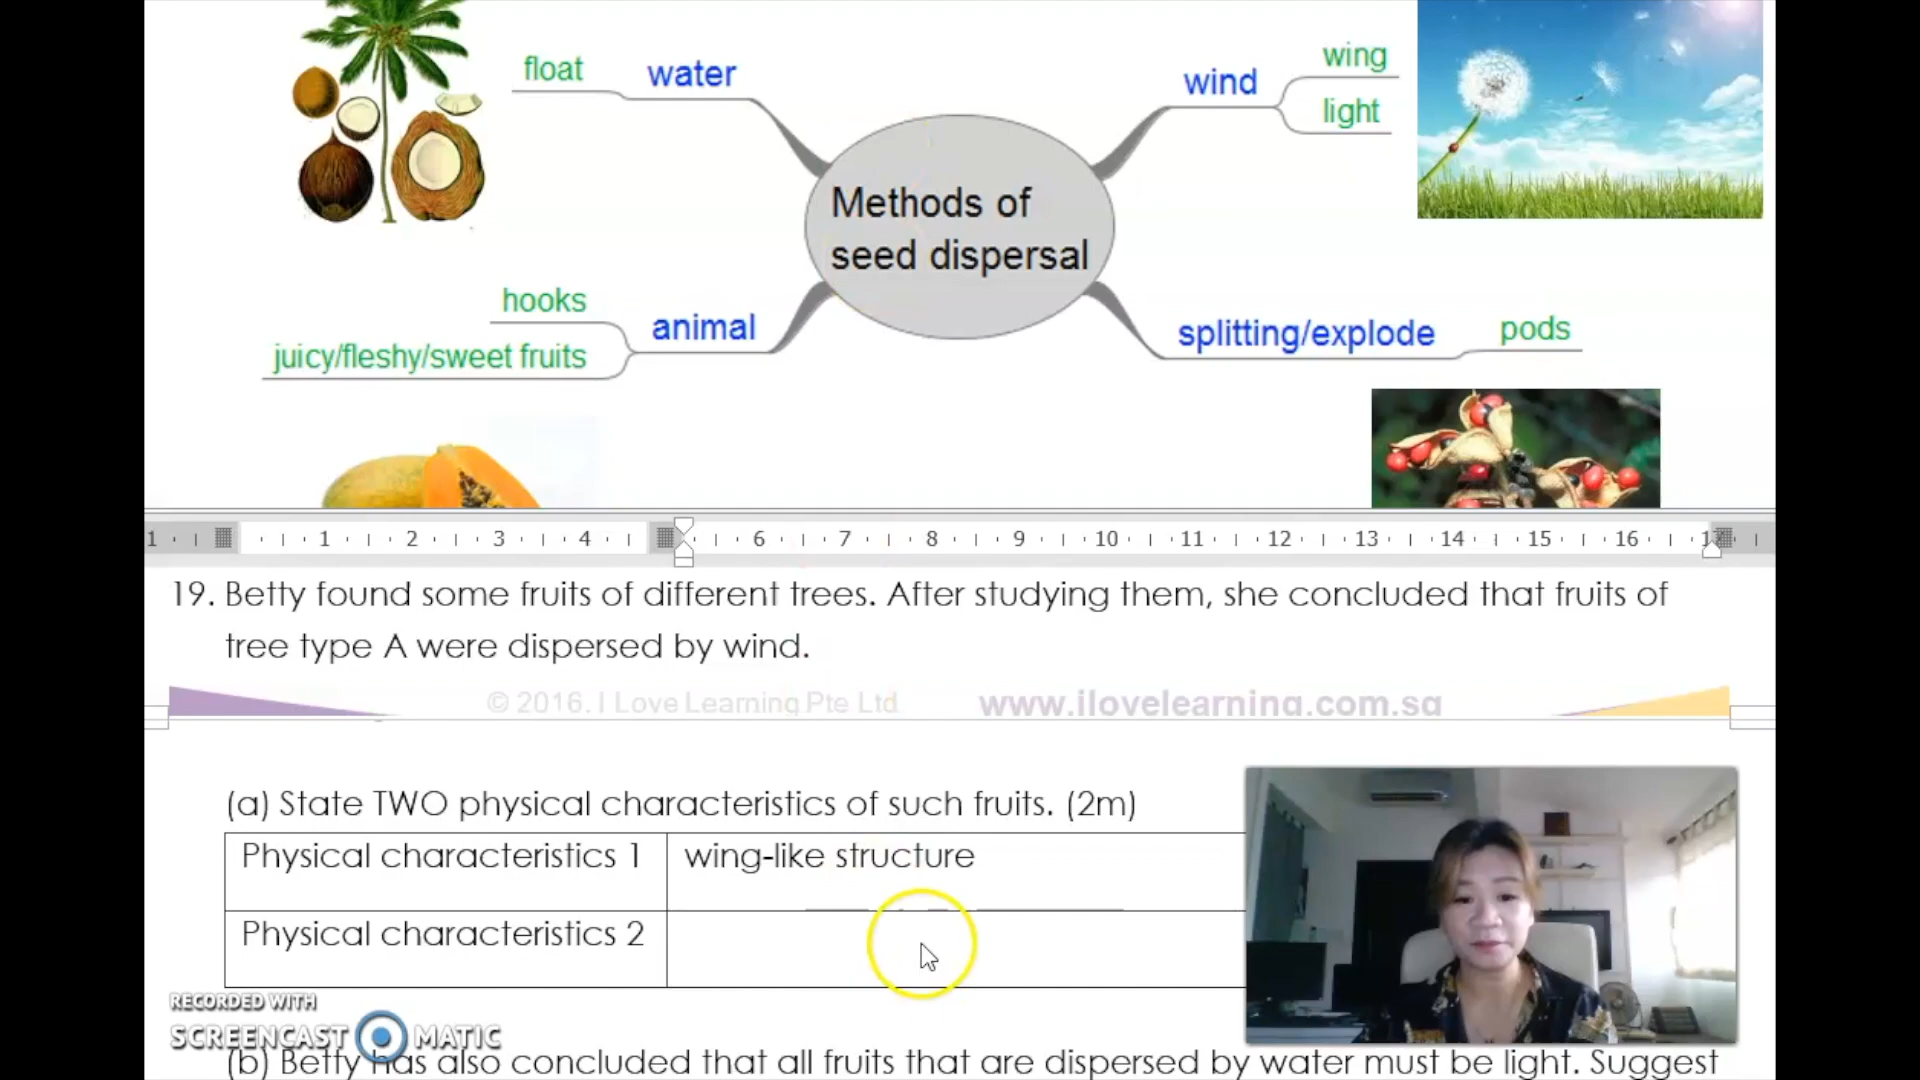 float
water
wind
wing
light
Methods of
seed dispersal
hooks
juicy/fleshy/sweet fruits
animal
splitting/explode
pods
1 1 2 3 4 6 7 8 9 10 11 12 13 14 15 16
19. Betty found some fruits of different trees. After studying them, she concluded that fruits of
tree type A were dispersed by wind.
© 2016. I Love Learning Pte Ltd
www.ilovelearning.com.sg
(a) State TWO physical characteristics of such fruits. (2m)
Physical characteristics 1
wing-like structure
Physical characteristics 2
RECORDED WITH
SCREENCAST MATIC
(b) Betty has also concluded that all fruits that are dispersed by water must be light. Suggest